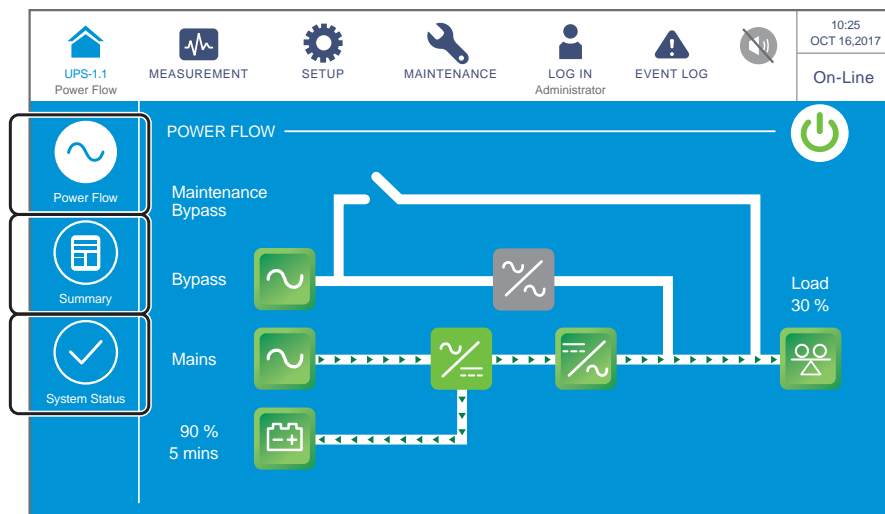 UPS-1.1
Power Flow
MEASUREMENT
SETUP
MAINTENANCE
LOG IN
Administrator
EVENT LOG
10:25
OCT 16,2017
On-Line
Power Flow
Summary
System Status
POWER FLOW
Maintenance
Bypass
Bypass
Load
30 %
Mains
90 %
5 mins